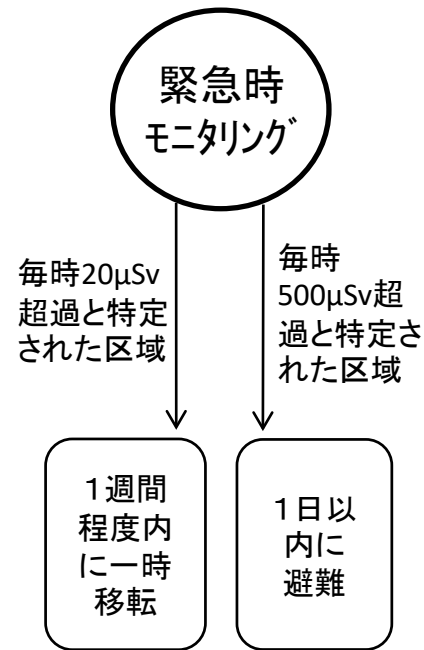 緊急時
モニタリング
毎時20μSv
超過と特定
された区域
毎時
500μSv超
過と特定さ
れた区域
１週間
程度内
に一時
移転
１日以
内に
避難